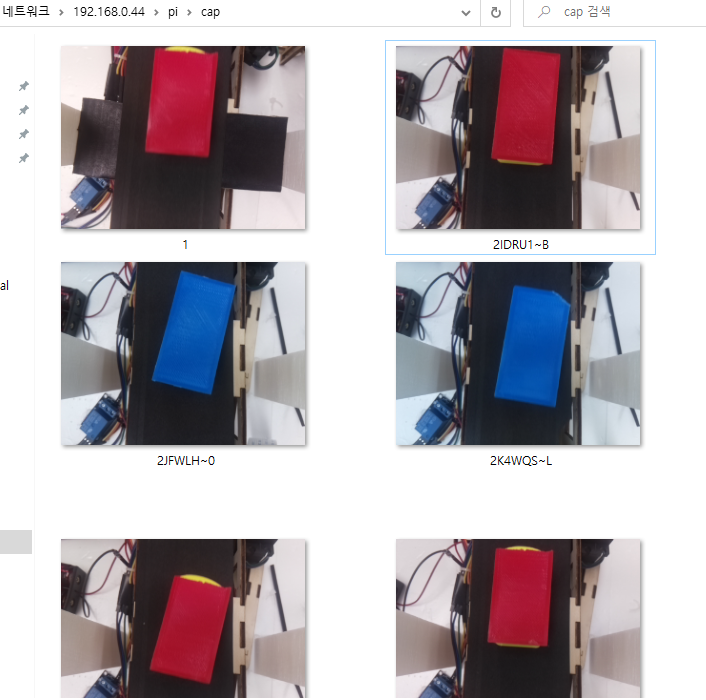 네트워크 > 192.168.0.44 > pi > cap
cap 검색
al
1
2IDRU1~B
2JFWLH~0
2K4WQS~L